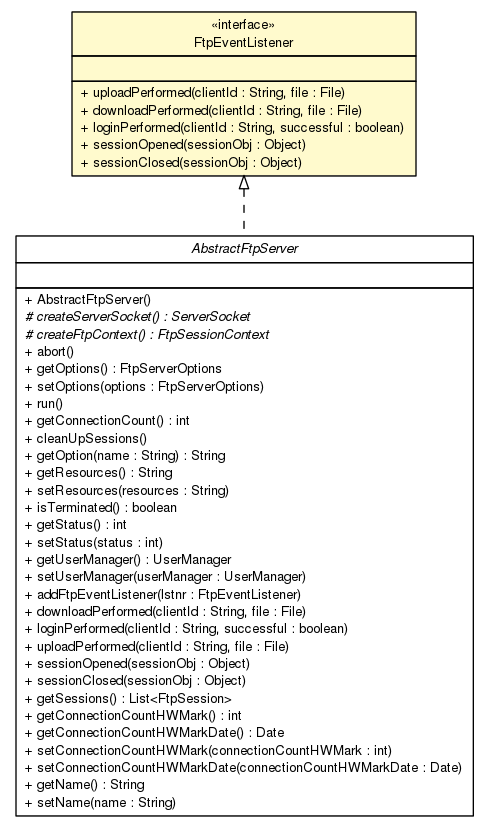 «interface»
FtpEventListener
+ uploadPerformed(clientId : String, file : File)
+ downloadPerformed(clientId : String, file : File)
+ loginPerformed(clientId : String, successful : boolean)
+ sessionOpened(sessionObj : Object)
+ sessionClosed(sessionObj : Object)
AbstractFtpServer
+ AbstractFtpServer()
# createServerSocket() : ServerSocket
# createFtpContext() : FtpSessionContext
+ abort()
+ getOptions() : FtpServerOptions
+ setOptions(options : FtpServerOptions)
+ run()
+ getConnectionCount() : int
+ cleanUpSessions()
+ getOption(name : String) : String
+ getResources() : String
+ setResources(resources : String)
+ isTerminated() : boolean
+ getStatus() : int
+ setStatus(status : int)
+ getUserManager() : UserManager
+ setUserManager(userManager : UserManager)
+ addFtpEventListener(lstnr : FtpEventListener)
+ downloadPerformed(clientId : String, file : File)
+ loginPerformed(clientId : String, successful : boolean)
+ uploadPerformed(clientId : String, file : File)
+ sessionOpened(sessionObj : Object)
+ sessionClosed(sessionObj : Object)
+ getSessions() : List<FtpSession>
+ getConnectionCountHWMark() : int
+ getConnectionCountHWMarkDate() : Date
+ setConnectionCountHWMark(connectionCountHWMark : int)
+ setConnectionCountHWMarkDate(connectionCountHWMarkDate : Date)
+ getName() : String
+ setName(name : String)